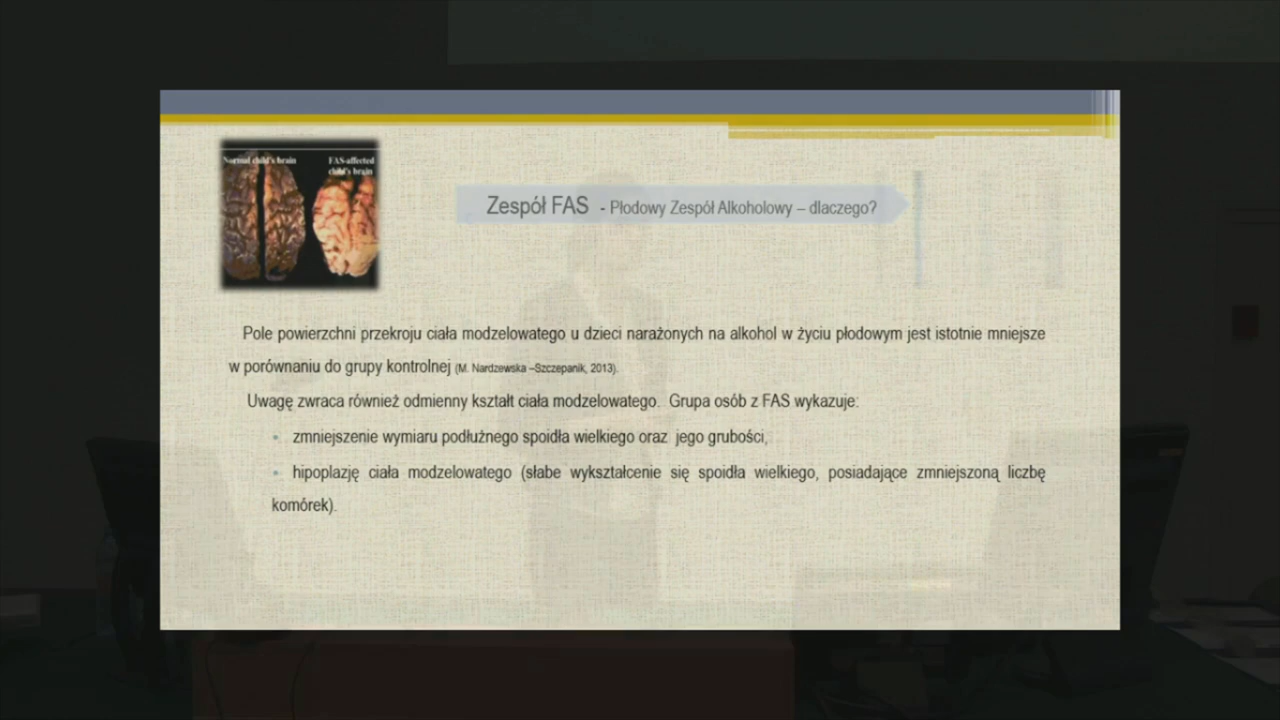 Normal child's brain
FAS-affected
child's brain
Zespół FAS - Płodowy Zespół Alkoholowy – dlaczego?
Pole powierzchni przekroju ciała modzelowatego u dzieci narażonych na alkohol w życiu płodowym jest istotnie mniejsze
w porównaniu do grupy kontrolnej (M. Nardzewska –Szczepanik, 2013).
Uwagę zwraca również odmienny kształt ciała modzelowatego. Grupa osób z FAS wykazuje:
▪ zmniejszenie wymiaru podłużnego spoidła wielkiego oraz jego grubości,
▪ hipoplazję ciała modzelowatego (słabe wykształcenie się spoidła wielkiego, posiadające zmniejszoną liczbę
komórek).